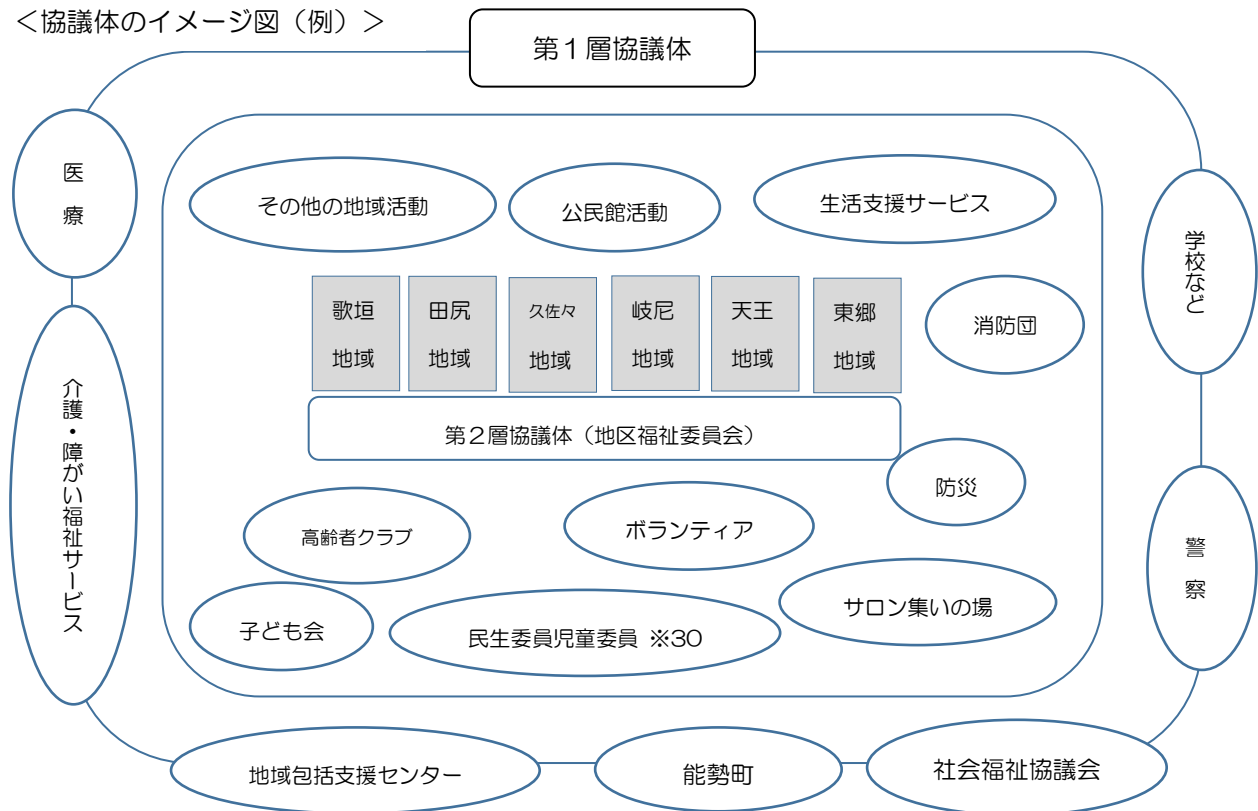 ＜協議体のイメージ図（例）＞
第１層協議体
医療
その他の地域活動
公民館活動
生活支援サービス
学校など
歌垣
地域
田尻
地域
久佐々
地域
岐尼
地域
天王
地域
東郷
地域
消防団
介護・障がい福祉サービス
第２層協議体（地区福祉委員会）
防災
高齢者クラブ
ボランティア
警察
子ども会
民生委員児童委員 ※30
サロン集いの場
地域包括支援センター
能勢町
社会福祉協議会